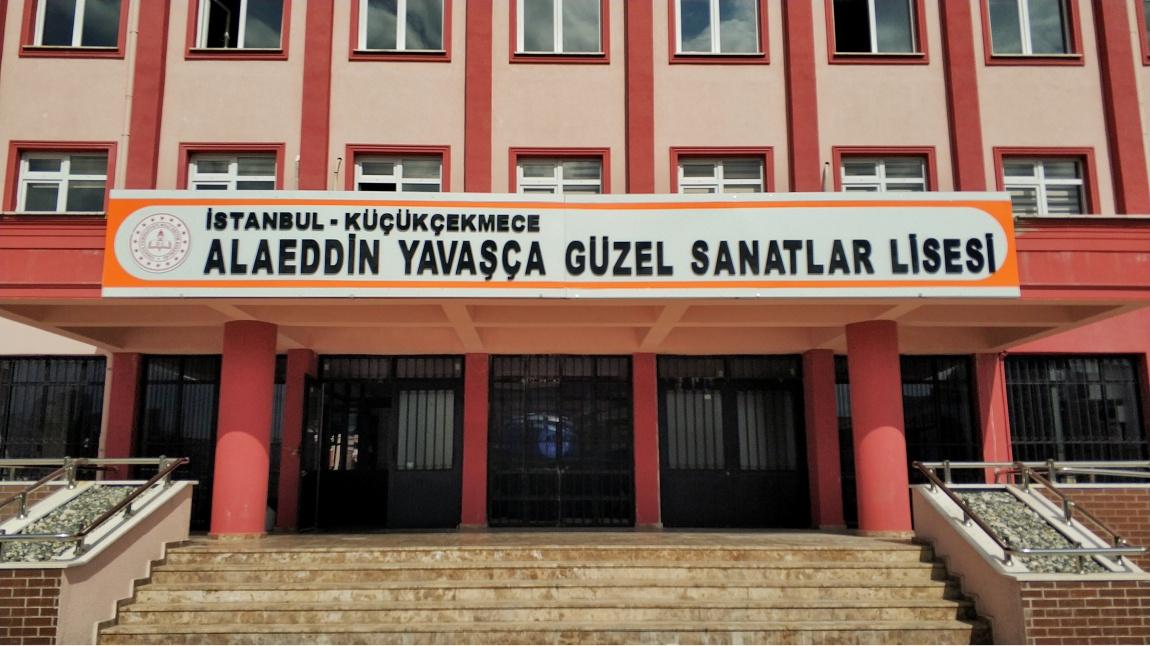 İSTANBUL - KÜÇÜKÇEKMECE
ALAEDDİN YAVAŞÇA GÜZEL SANATLAR LİSESİ